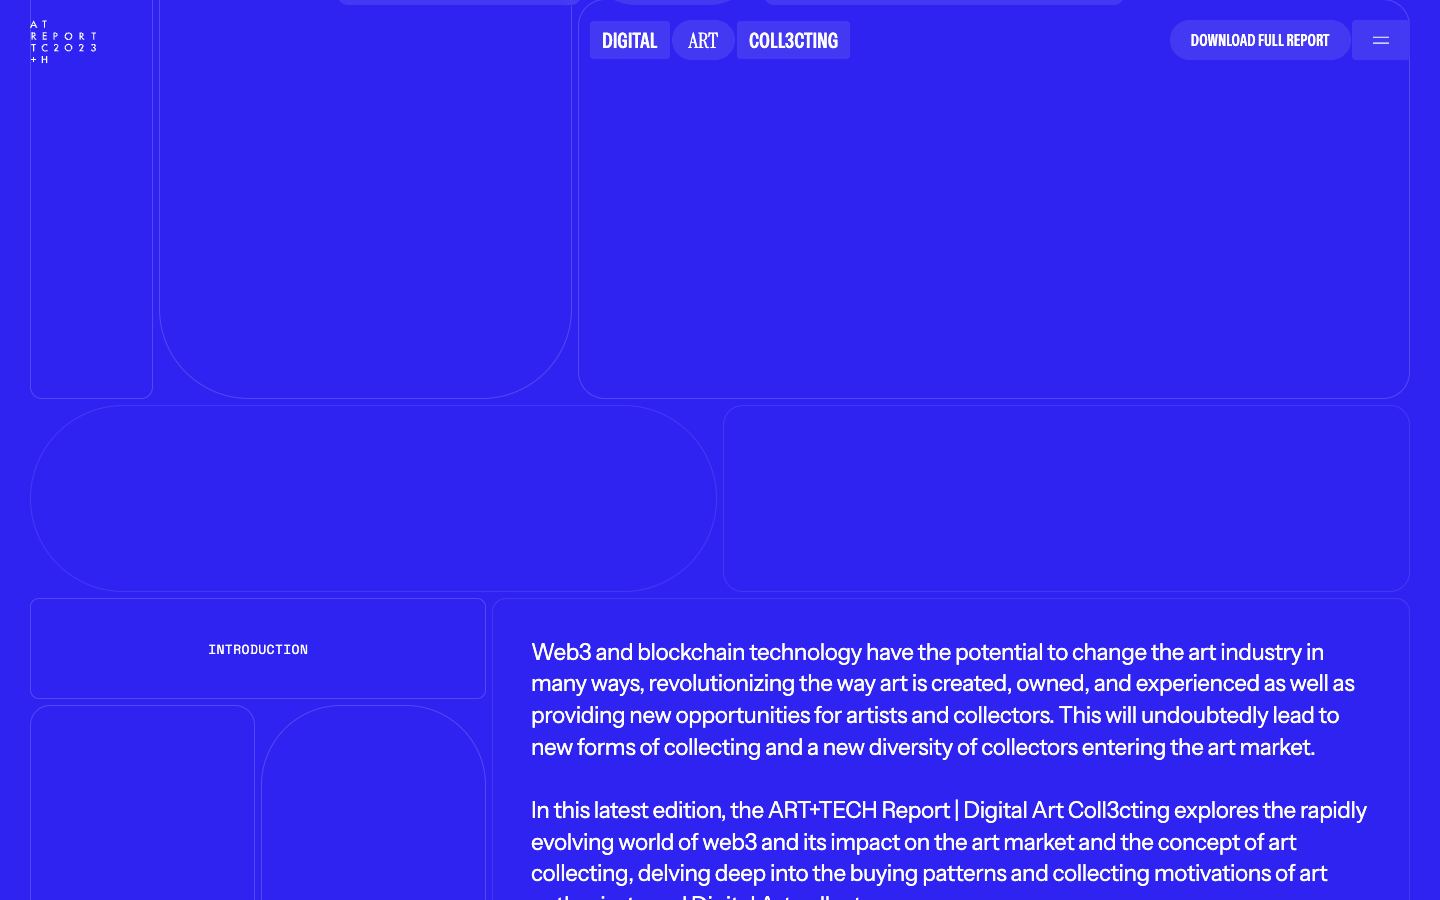 A T
R E P O R T
T C 2 0 2 3
+ H
DIGITAL ART COLL3CTING
DOWNLOAD FULL REPORT
INTRODUCTION
Web3 and blockchain technology have the potential to change the art industry in
many ways, revolutionizing the way art is created, owned, and experienced as well as
providing new opportunities for artists and collectors. This will undoubtedly lead to
new forms of collecting and a new diversity of collectors entering the art market.
In this latest edition, the ART+TECH Report | Digital Art Coll3cting explores the rapidly
evolving world of web3 and its impact on the art market and the concept of art
collecting, delving deep into the buying patterns and collecting motivations of art